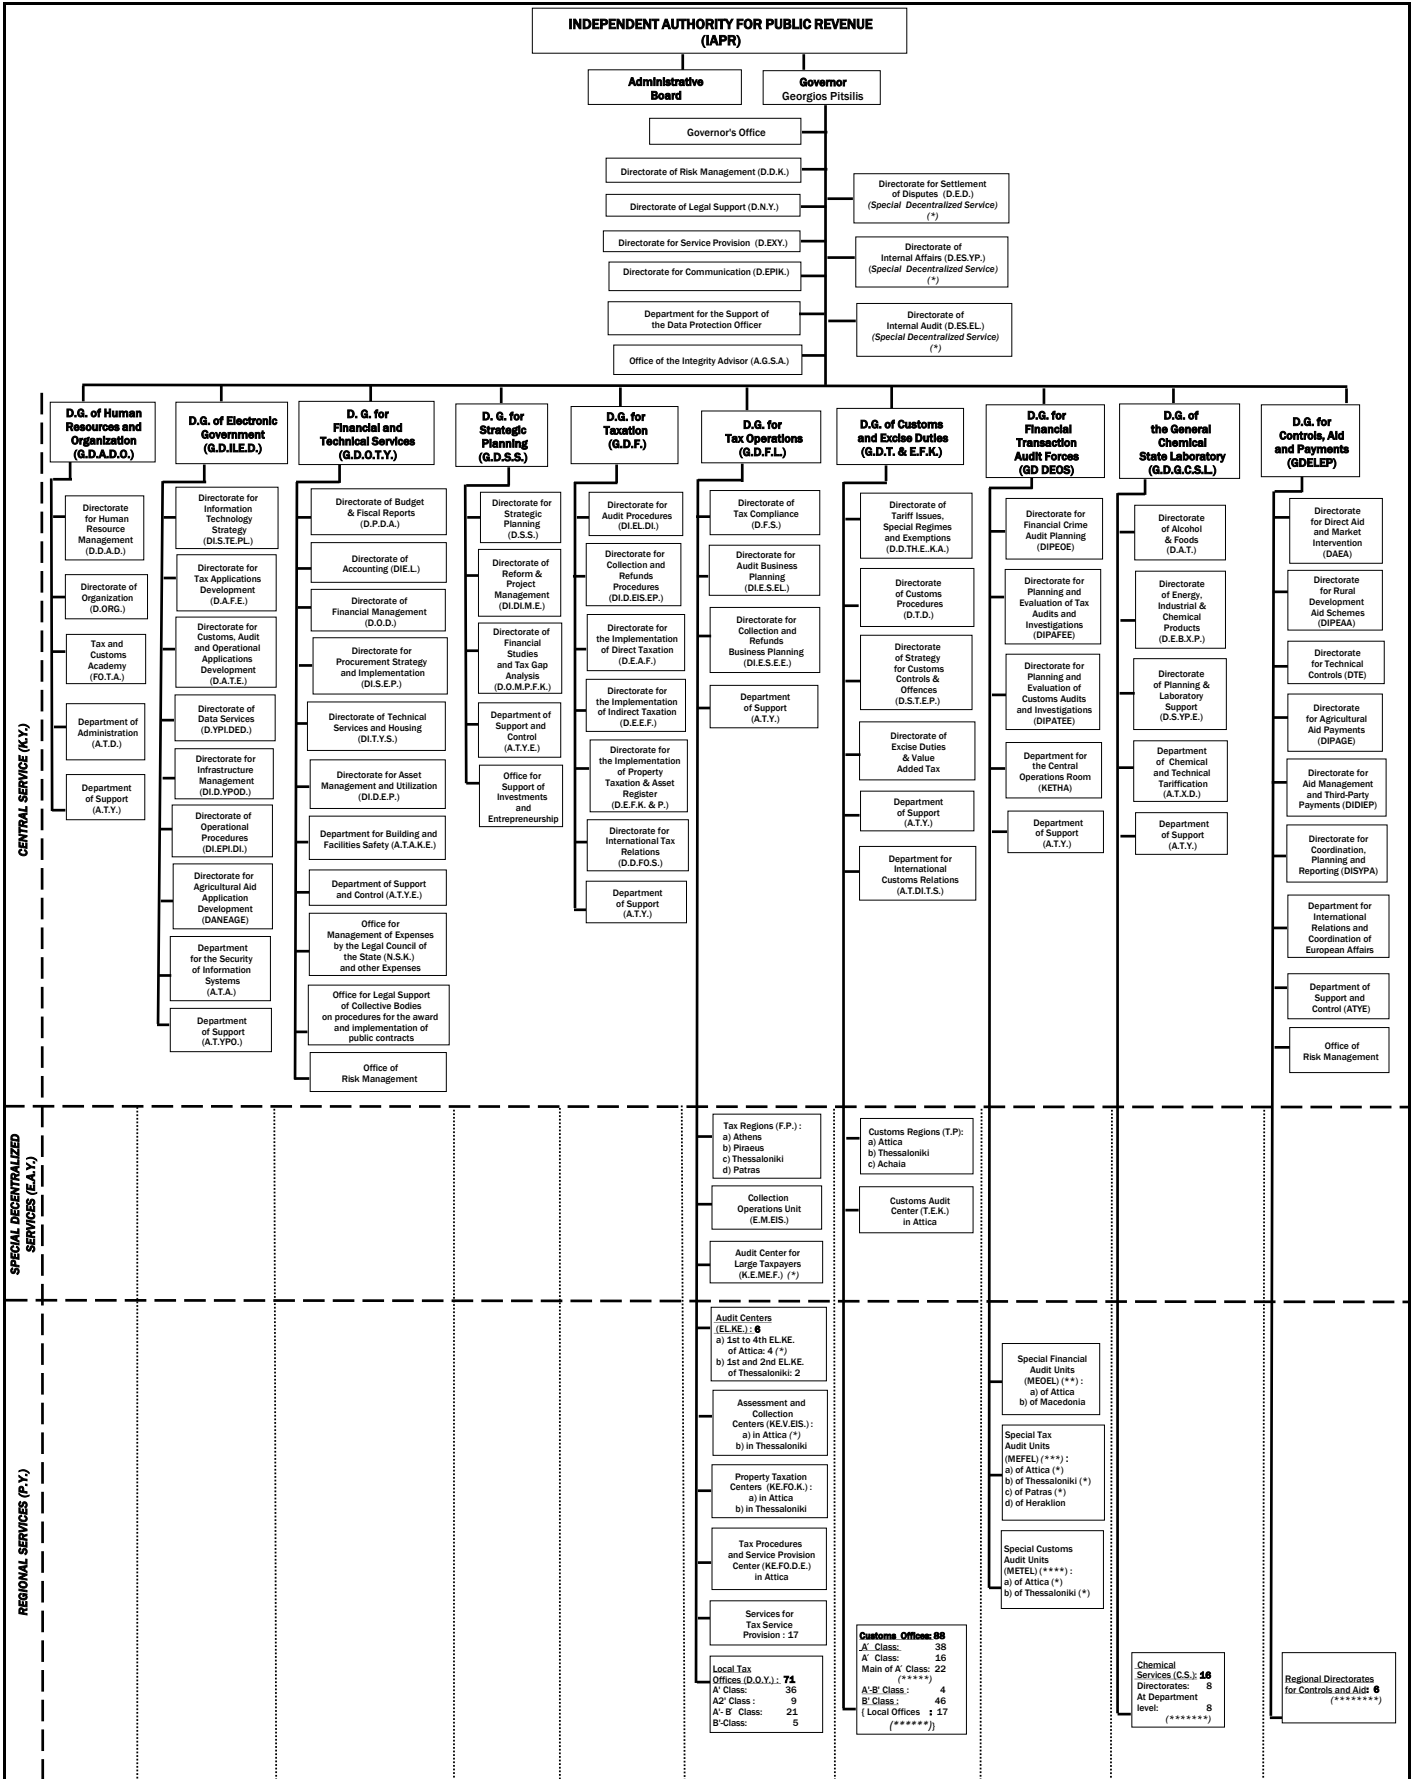 INDEPENDENT AUTHORITY FOR PUBLIC REVENUE
(IAPR)
Administrative
Board
Governor
Georgios Pitsilis
Governor's Office
Directorate of Risk Management (D.D.K.)
Directorate of Legal Support (D.N.Y.)
Directorate for Service Provision (D.EXY.)
Directorate for Communication (D.EPIK.)
Department for the Support of
the Data Protection Officer
Office of the Integrity Advisor (A.G.S.A.)
Directorate for Settlement
of Disputes (D.E.D.)
(Special Decentralized Service)
(*)
Directorate of
Internal Affairs (D.ES.YP.)
(Special Decentralized Service)
(*)
Directorate of
Internal Audit (D.ES.EL.)
(Special Decentralized Service)
(*)
CENTRAL SERVICE (K.Y.)
D.G. of Human
Resources and
Organization
(G.D.A.D.O.)
Directorate
for Human
Resource
Management
(D.D.A.D.)
Directorate of
Organization
(D.ORG.)
Tax and
Customs
Academy
(FO.T.A.)
Department of
Administration
(A.T.D.)
Department
of Support
(A.T.Y.)
D.G. of Electronic
Government
(G.D.ILE.D.)
Directorate for
Information
Technology
Strategy
(DI.S.TE.PL.)
Directorate for
Tax Applications
Development
(D.A.F.E.)
Directorate for
Customs, Audit
and Operational
Applications
Development
(D.A.T.E.)
Directorate of
Data Services
(D.YPI.DED.)
Directorate for
Infrastructure
Management
(DI.D.YPOD.)
Directorate of
Operational
Procedures
(DI.EPI.DI.)
Directorate for
Agricultural Aid
Application
Development
(DANEAGE)
Department
for the Security
of Information
Systems
(A.T.A.)
Department
of Support
(A.T.YPO.)
D. G. for
Financial and
Technical Services
(G.D.O.T.Y.)
Directorate of Budget
& Fiscal Reports
(D.P.D.A.)
Directorate of
Accounting (DIE.L.)
Directorate of
Financial Management
(D.O.D.)
Directorate for
Procurement Strategy
and Implementation
(DI.S.E.P.)
Directorate of Technical
Services and Housing
(DI.T.Y.S.)
Directorate for Asset
Management and Utilization
(DI.D.E.P.)
Department for Building and
Facilities Safety (A.T.A.K.E.)
Department of Support
and Control (A.T.Y.E.)
Office for
Management of Expenses
by the Legal Council of
the State (N.S.K.)
and other Expenses
Office for Legal Support
of Collective Bodies
on procedures for the award
and implementation of
public contracts
Office of
Risk Management
D. G. for
Strategic
Planning
(G.D.S.S.)
Directorate for
Strategic
Planning
(D.S.S.)
Directorate of
Reform &
Project
Management
(DI.DI.M.E.)
Directorate of
Financial
Studies
and Tax Gap
Analysis
(D.O.M.P.F.K.)
Department of
Support and
Control
(A.T.Y.E.)
Office for
Support of
Investments
and
Entrepreneurship
D.G. for
Taxation
(G.D.F.)
Directorate for
Audit Procedures
(DI.EL.DI.)
Directorate for
Collection and
Refunds
Procedures
(DI.D.EIS.EP.)
Directorate for
the Implementation
of Direct Taxation
(D.E.A.F.)
Directorate for
the Implementation
of Indirect Taxation
(D.E.E.F.)
Directorate for
the Implementation
of Property
Taxation & Asset
Register
(D.E.F.K. & P.)
Directorate for
International Tax
Relations
(D.D.FO.S.)
Department
of Support
(A.T.Y.)
D.G. for
Tax Operations
(G.D.F.L.)
Directorate of
Tax Compliance
(D.F.S.)
Directorate for
Audit Business
Planning
(DI.E.S.EL.)
Directorate for
Collection and
Refunds
Business Planning
(DI.E.S.E.E.)
Department
of Support
(A.T.Y.)
D.G. of Customs
and Excise Duties
(G.D.T. & E.F.K.)
Directorate of
Tariff Issues,
Special Regimes
and Exemptions
(D.D.TH.E..K.A.)
Directorate
of Customs
Procedures
(D.T.D.)
Directorate
of Strategy
for Customs
Controls &
Offences
(D.S.T.E.P.)
Directorate of
Excise Duties
& Value
Added Tax
Department
of Support
(A.T.Y.)
Department for
International
Customs Relations
(A.T.DI.T.S.)
D.G. for
Financial
Transaction
Audit Forces
(GD DEOS)
Directorate for
Financial Crime
Audit Planning
(DIPEOE)
Directorate for
Planning and
Evaluation of Tax
Audits and
Investigations
(DIPAFEE)
Directorate for
Planning and
Evaluation of
Customs Audits
and Investigations
(DIPATEE)
Department for
the Central
Operations Room
(KETHA)
Department
of Support
(A.T.Y.)
D.G. of
the General
Chemical
State Laboratory
(G.D.G.C.S.L.)
Directorate
of Alcohol
& Foods
(D.A.T.)
Directorate
of Energy,
Industrial &
Chemical
Products
(D.E.B.X.P.)
Directorate
of Planning &
Laboratory
Support
(D.S.YP.E.)
Department
of Chemical
and Technical
Tariffication
(A.T.X.D.)
Department
of Support
(A.T.Y.)
D.G. for
Controls, Aid
and Payments
(GDELEP)
Directorate
for Direct Aid
and Market
Intervention
(DAEA)
Directorate
for Rural
Development
Aid Schemes
(DIPEAA)
Directorate
for Technical
Controls (DTE)
Directorate
for Agricultural
Aid Payments
(DIPAGE)
Directorate for
Aid Management
and Third-Party
Payments (DIDIEP)
Directorate for
Coordination,
Planning and
Reporting (DISYPA)
Department for
International
Relations and
Coordination of
European Affairs
Department of
Support and
Control (ATYE)
Office of
Risk Management
SPECIAL DECENTRALIZED
SERVICES (E.A.Y.)
Tax Regions (F.P.) :
a) Athens
b) Piraeus
c) Thessaloniki
d) Patras
Collection
Operations Unit
(E.M.EIS.)
Audit Center for
Large Taxpayers
(K.E.ME.F.) (*)
Customs Regions (T.P):
a) Attica
b) Thessaloniki
c) Achaia
Customs Audit
Center (T.E.K.)
in Attica
REGIONAL SERVICES (P.Y.)
Audit Centers
(EL.KE.) : 6
a) 1st to 4th EL.KE.
of Attica: 4 (*)
b) 1st and 2nd EL.KE.
of Thessaloniki: 2
Assessment and
Collection
Centers (KE.V.EIS.) :
a) in Attica (*)
b) in Thessaloniki
Property Taxation
Centers (KE.FO.K.) :
a) in Attica
b) in Thessaloniki
Tax Procedures
and Service Provision
Center (KE.FO.D.E.)
in Attica
Services for
Tax Service
Provision : 17
Local Tax
Offices (D.O.Y.) : 71
A' Class: 36
A2' Class : 9
A'- B' Class: 21
B'-Class: 5
Customs Offices: 88
A' Class: 38
A' Class: 16
Main of A' Class: 22
(*****)
A'-B' Class : 4
B' Class : 46
( Local Offices : 17
(******))
Special Financial
Audit Units
(MEOEL) (**) :
a) of Attica
b) of Macedonia
Special Tax
Audit Units
(MEFEL) (***) :
a) of Attica (*)
b) of Thessaloniki (*)
c) of Patras (*)
d) of Heraklion
Special Customs
Audit Units
(METEL) (****) :
a) of Attica (*)
b) of Thessaloniki (*)
Chemical
Services (C.S.): 16
Directorates: 8
At Department
level: 8
(*******)
Regional Directorates
for Controls and Aid: 6
(********)